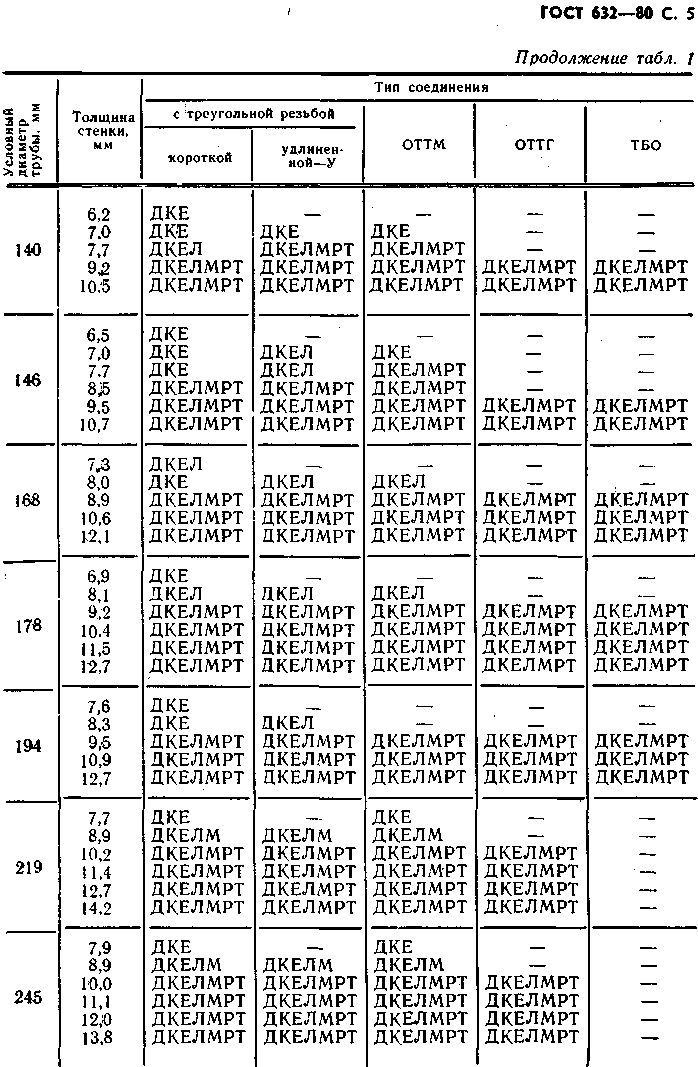 ГОСТ 632—80 С. 5
Продолжение табл. 1
Условный диаметр трубы, мм
Толщина стенки, мм
Тип соединения
с треугольной резьбой
короткой
удлинен-
ной—У
ОТТМ
ОТТГ
ТБО
140
6,2 ДКЕ — — — —
7,0 ДКЕ ДКЕ ДКЕ — —
7,7 ДКЕЛ ДКЕЛМРТ ДКЕЛМРТ — —
9,2 ДКЕЛМРТ ДКЕЛМРТ ДКЕЛМРТ ДКЕЛМРТ ДКЕЛМРТ
10,5 ДКЕЛМРТ ДКЕЛМРТ ДКЕЛМРТ ДКЕЛМРТ ДКЕЛМРТ
146
6,5 ДКЕ — — — —
7,0 ДКЕ ДКЕЛ ДКЕ — —
7,7 ДКЕ ДКЕЛ ДКЕЛМРТ — —
8,5 ДКЕЛМРТ ДКЕЛМРТ ДКЕЛМРТ — —
9,5 ДКЕЛМРТ ДКЕЛМРТ ДКЕЛМРТ ДКЕЛМРТ ДКЕЛМРТ
10,7 ДКЕЛМРТ ДКЕЛМРТ ДКЕЛМРТ ДКЕЛМРТ ДКЕЛМРТ
168
7,3 ДКЕЛ — — — —
8,0 ДКЕ ДКЕЛ ДКЕЛ — —
8,9 ДКЕЛМРТ ДКЕЛМРТ ДКЕЛМРТ ДКЕЛМРТ ДКЕЛМРТ
10,6 ДКЕЛМРТ ДКЕЛМРТ ДКЕЛМРТ ДКЕЛМРТ ДКЕЛМРТ
12,1 ДКЕЛМРТ ДКЕЛМРТ ДКЕЛМРТ ДКЕЛМРТ ДКЕЛМРТ
178
6,9 ДКЕ — — — —
8,1 ДКЕЛ ДКЕЛ ДКЕЛ — —
9,2 ДКЕЛМРТ ДКЕЛМРТ ДКЕЛМРТ ДКЕЛМРТ ДКЕЛМРТ
10,4 ДКЕЛМРТ ДКЕЛМРТ ДКЕЛМРТ ДКЕЛМРТ ДКЕЛМРТ
11,5 ДКЕЛМРТ ДКЕЛМРТ ДКЕЛМРТ ДКЕЛМРТ ДКЕЛМРТ
12,7 ДКЕЛМРТ ДКЕЛМРТ ДКЕЛМРТ ДКЕЛМРТ ДКЕЛМРТ
194
7,6 ДКЕ — — — —
8,3 ДКЕ ДКЕЛ — — —
9,5 ДКЕЛМРТ ДКЕЛМРТ ДКЕЛМРТ ДКЕЛМРТ ДКЕЛМРТ
10,9 ДКЕЛМРТ ДКЕЛМРТ ДКЕЛМРТ ДКЕЛМРТ ДКЕЛМРТ
12,7 ДКЕЛМРТ ДКЕЛМРТ ДКЕЛМРТ ДКЕЛМРТ ДКЕЛМРТ
219
7,7 ДКЕ — ДКЕ — —
8,9 ДКЕЛМ ДКЕЛМ ДКЕЛМ — —
10,2 ДКЕЛМРТ ДКЕЛМРТ ДКЕЛМРТ ДКЕЛМРТ —
11,4 ДКЕЛМРТ ДКЕЛМРТ ДКЕЛМРТ ДКЕЛМРТ —
12,7 ДКЕЛМРТ ДКЕЛМРТ ДКЕЛМРТ ДКЕЛМРТ —
14,2 ДКЕЛМРТ ДКЕЛМРТ ДКЕЛМРТ ДКЕЛМРТ —
245
7,9 ДКЕ — ДКЕ — —
8,9 ДКЕЛМ ДКЕЛМ ДКЕЛМ — —
10,0 ДКЕЛМРТ ДКЕЛМРТ ДКЕЛМРТ ДКЕЛМРТ —
11,1 ДКЕЛМРТ ДКЕЛМРТ ДКЕЛМРТ ДКЕЛМРТ —
12,0 ДКЕЛМРТ ДКЕЛМРТ ДКЕЛМРТ ДКЕЛМРТ —
13,8 ДКЕЛМРТ ДКЕЛМРТ ДКЕЛМРТ ДКЕЛМРТ —